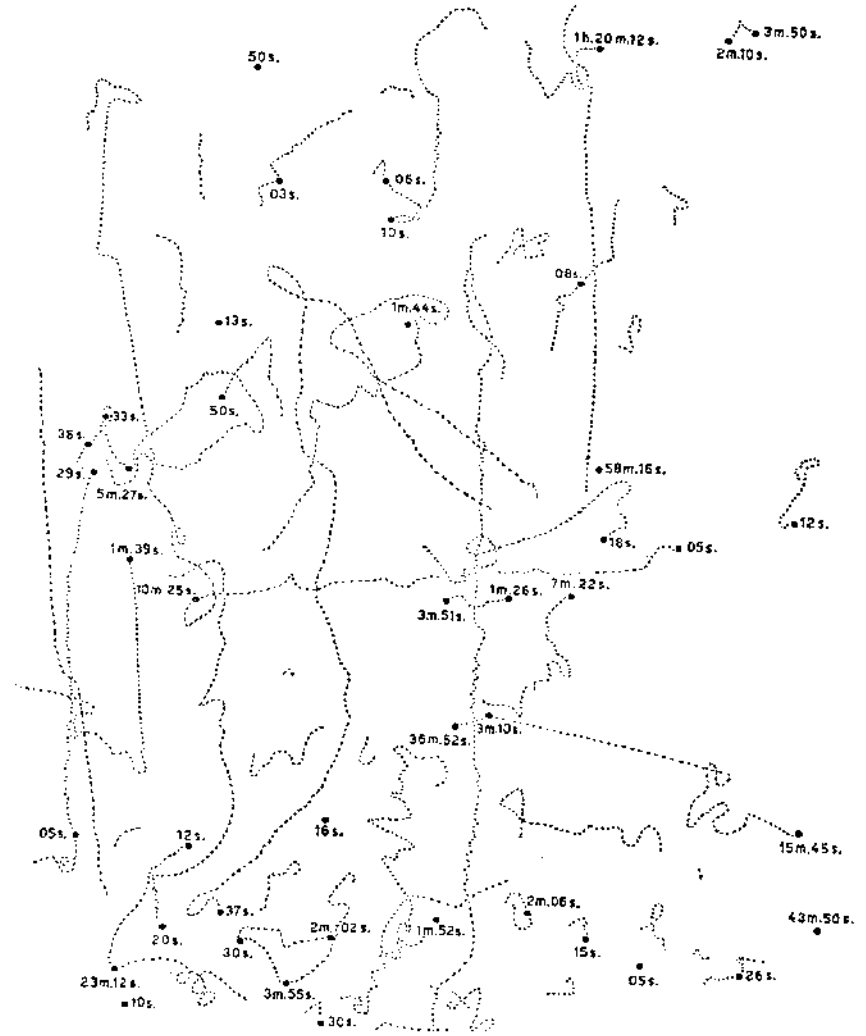 1h.20m.12s.
3m.50s.
2m.10s.
50s.
03s.
06s.
10s.
08s.
13s.
1m.44s.
50s.
33s.
38s.
29s.
5m.27s.
58m.16s.
12s.
18s.
05s.
1m.39s.
10m.25s.
3m.51s.
1m.26s.
7m.22s.
36m.52s.
3m.10s.
05s.
12s.
16s.
15m.45s.
37s.
20s.
30s.
2m.02s.
1m.52s.
2m.06s.
15s.
43m.50s.
05s.
26s.
23m.12s.
10s.
3m.55s.
30s.